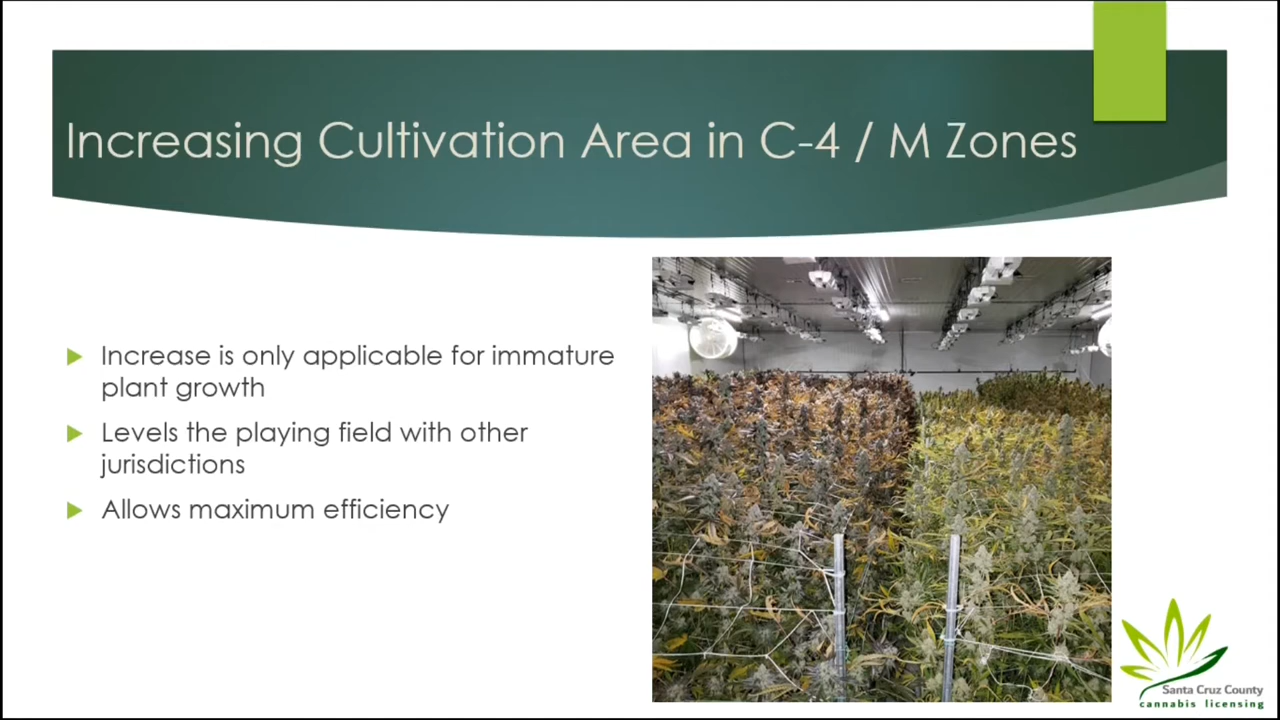 Increasing Cultivation Area in C-4 / M Zones
Increase is only applicable for immature
plant growth
Levels the playing field with other
jurisdictions
Allows maximum efficiency
Santa Cruz County
cannabis licensing